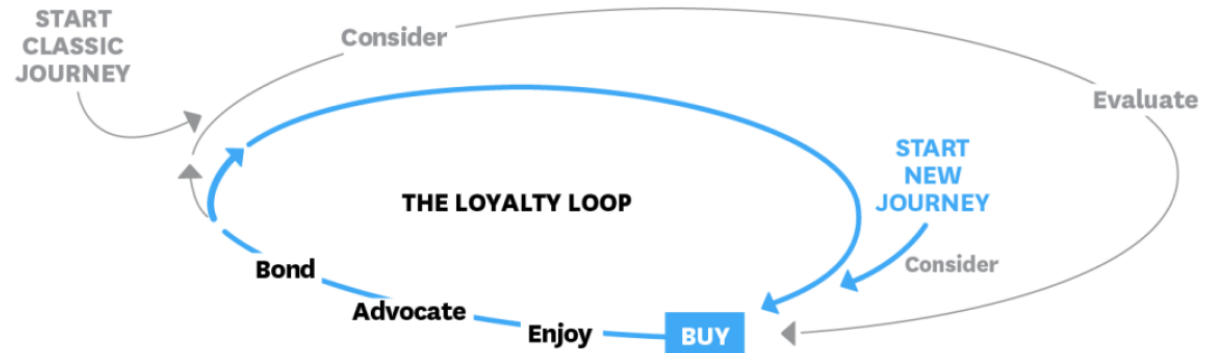 START
CLASSIC
JOURNEY
Consider
Evaluate
START
NEW
JOURNEY
THE LOYALTY LOOP
Consider
Bond
Advocate
Enjoy
BUY